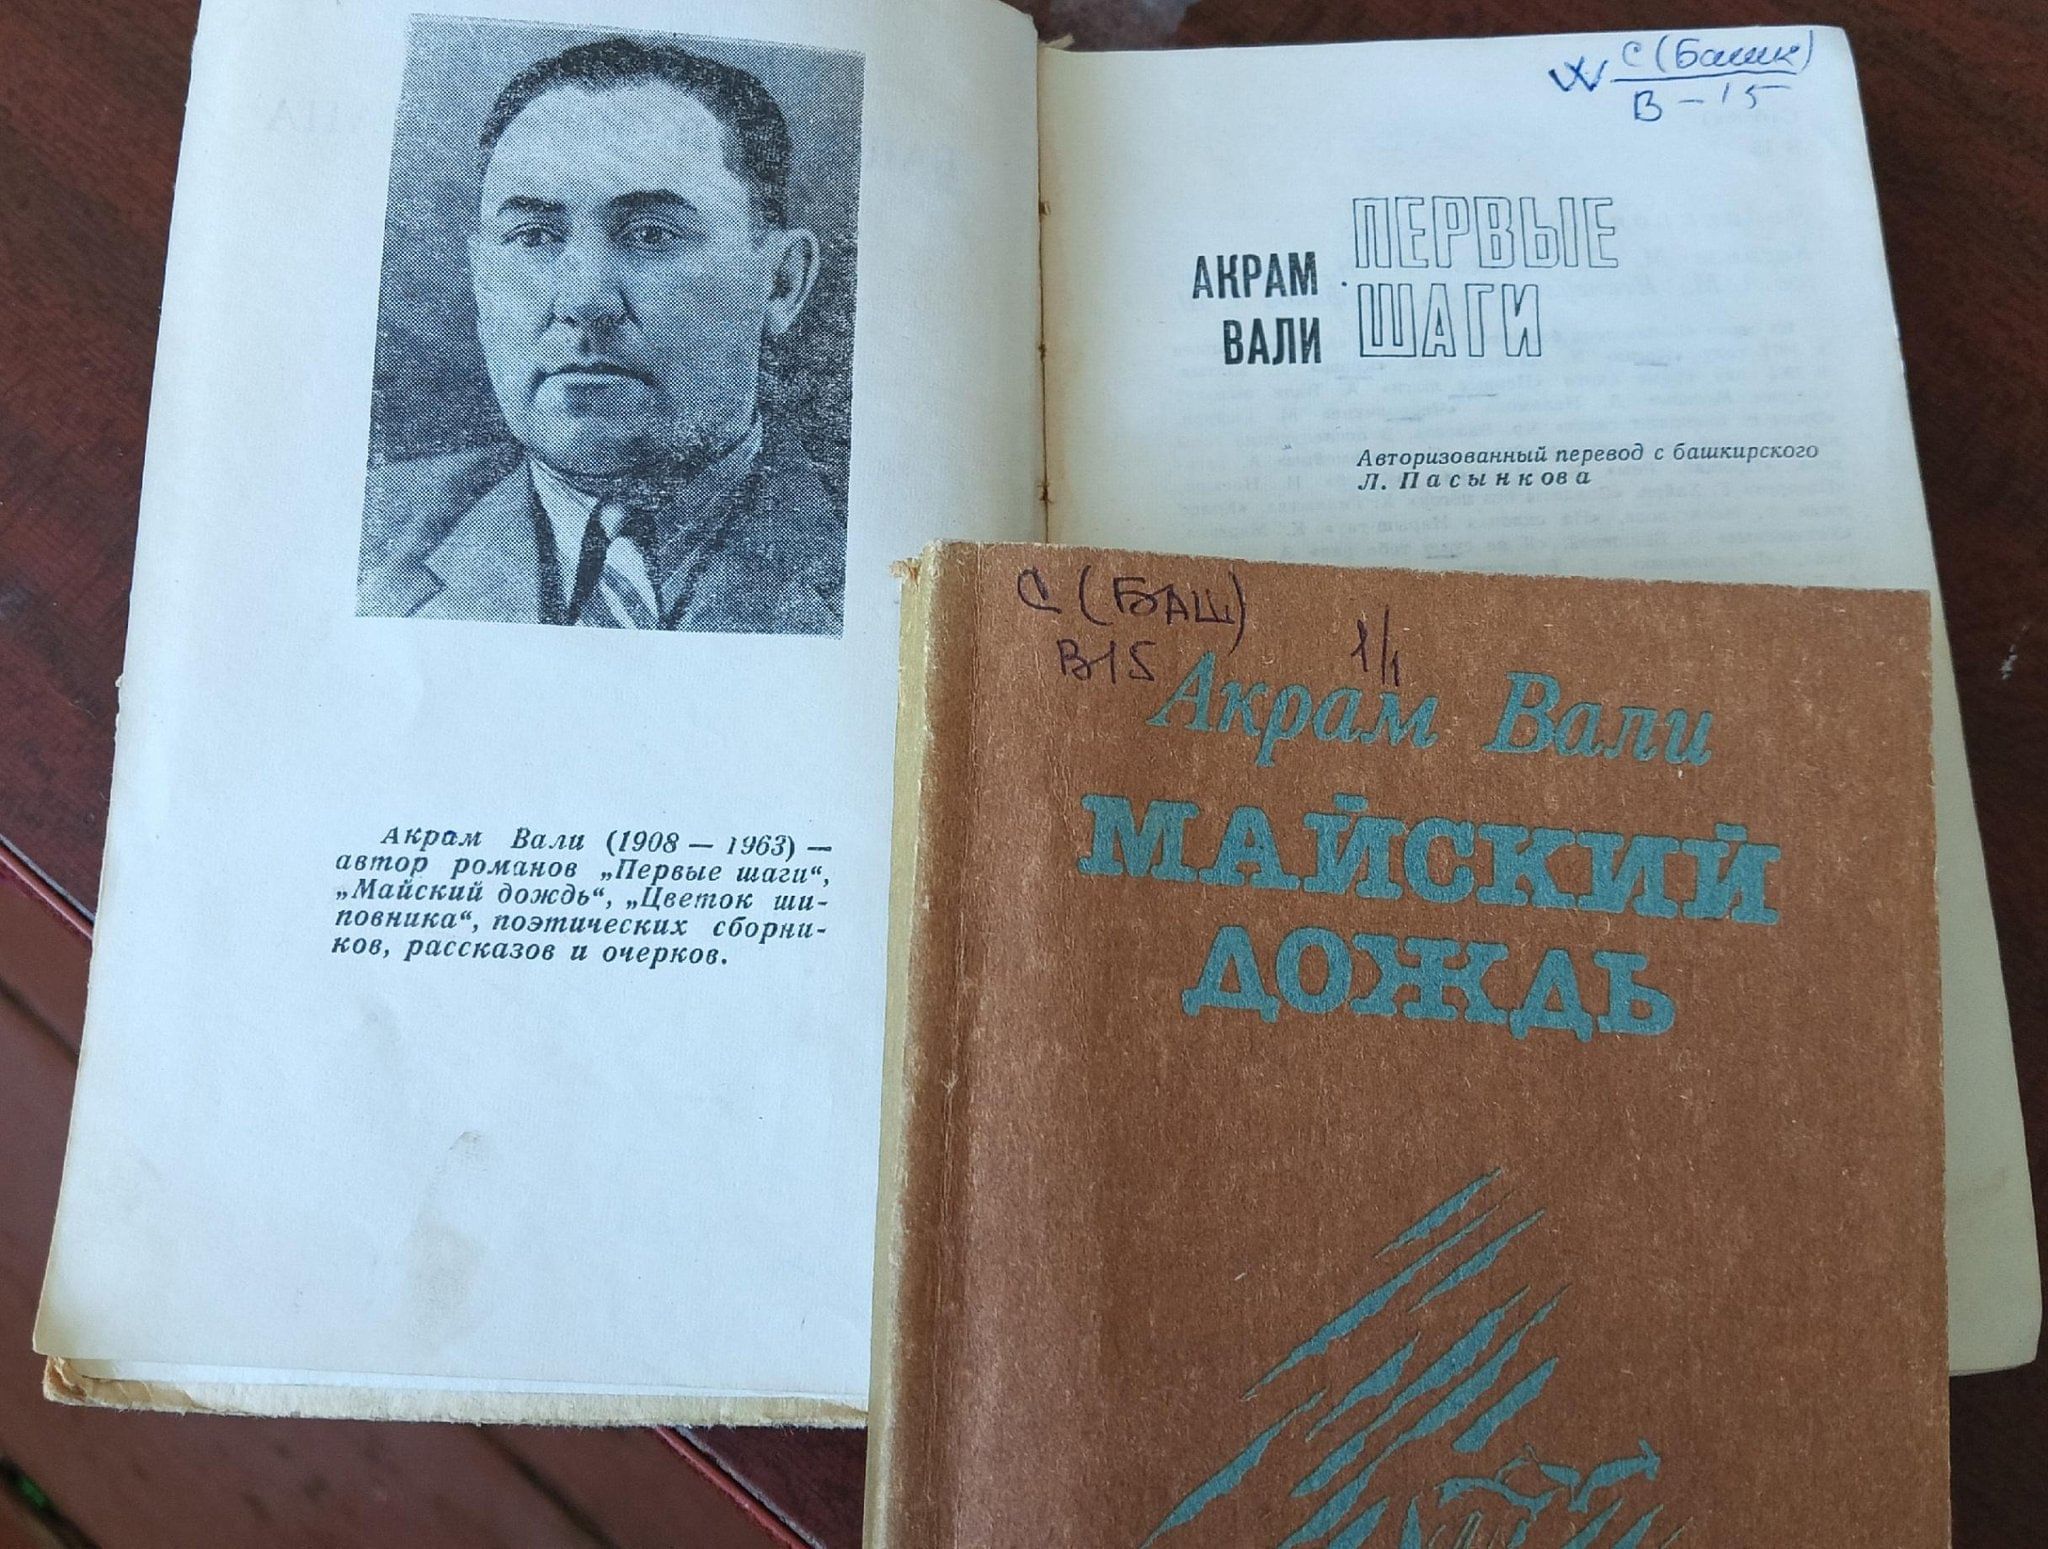 Акрам Вали (1908 — 1963) —
автор романов „Первые шаги“,
„Майский дождь“, „Цветок ши-
повника“, поэтических сборни-
ков, рассказов и очерков.
С (Башк)
В - 15
ПЕРВЫЕ
ШАГИ
АКРАМ
ВАЛИ
Авторизованный перевод с башкирского
Л. Пасынкова
С (БАШ)
В15
1/1
Акрам Вали
МАЙСКИЙ
ДОЖДЬ